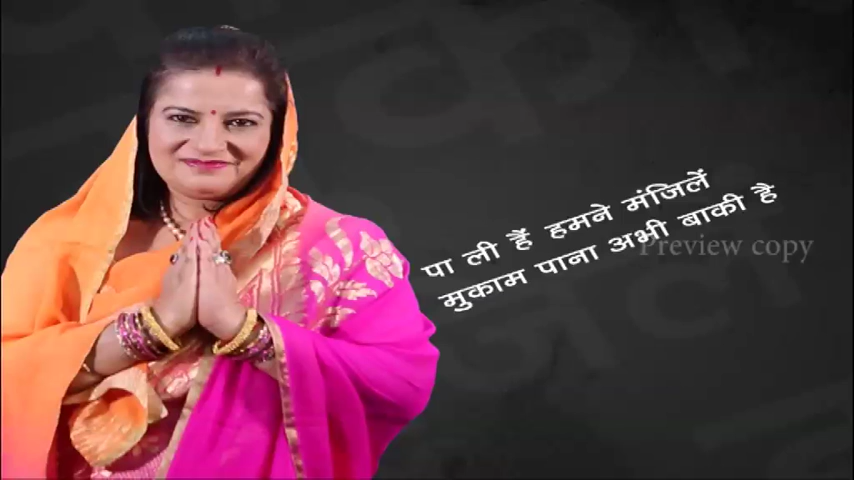 पा ली हैं हमने मंजिलें
मुकाम पाना अभी बाकी है
Preview copy